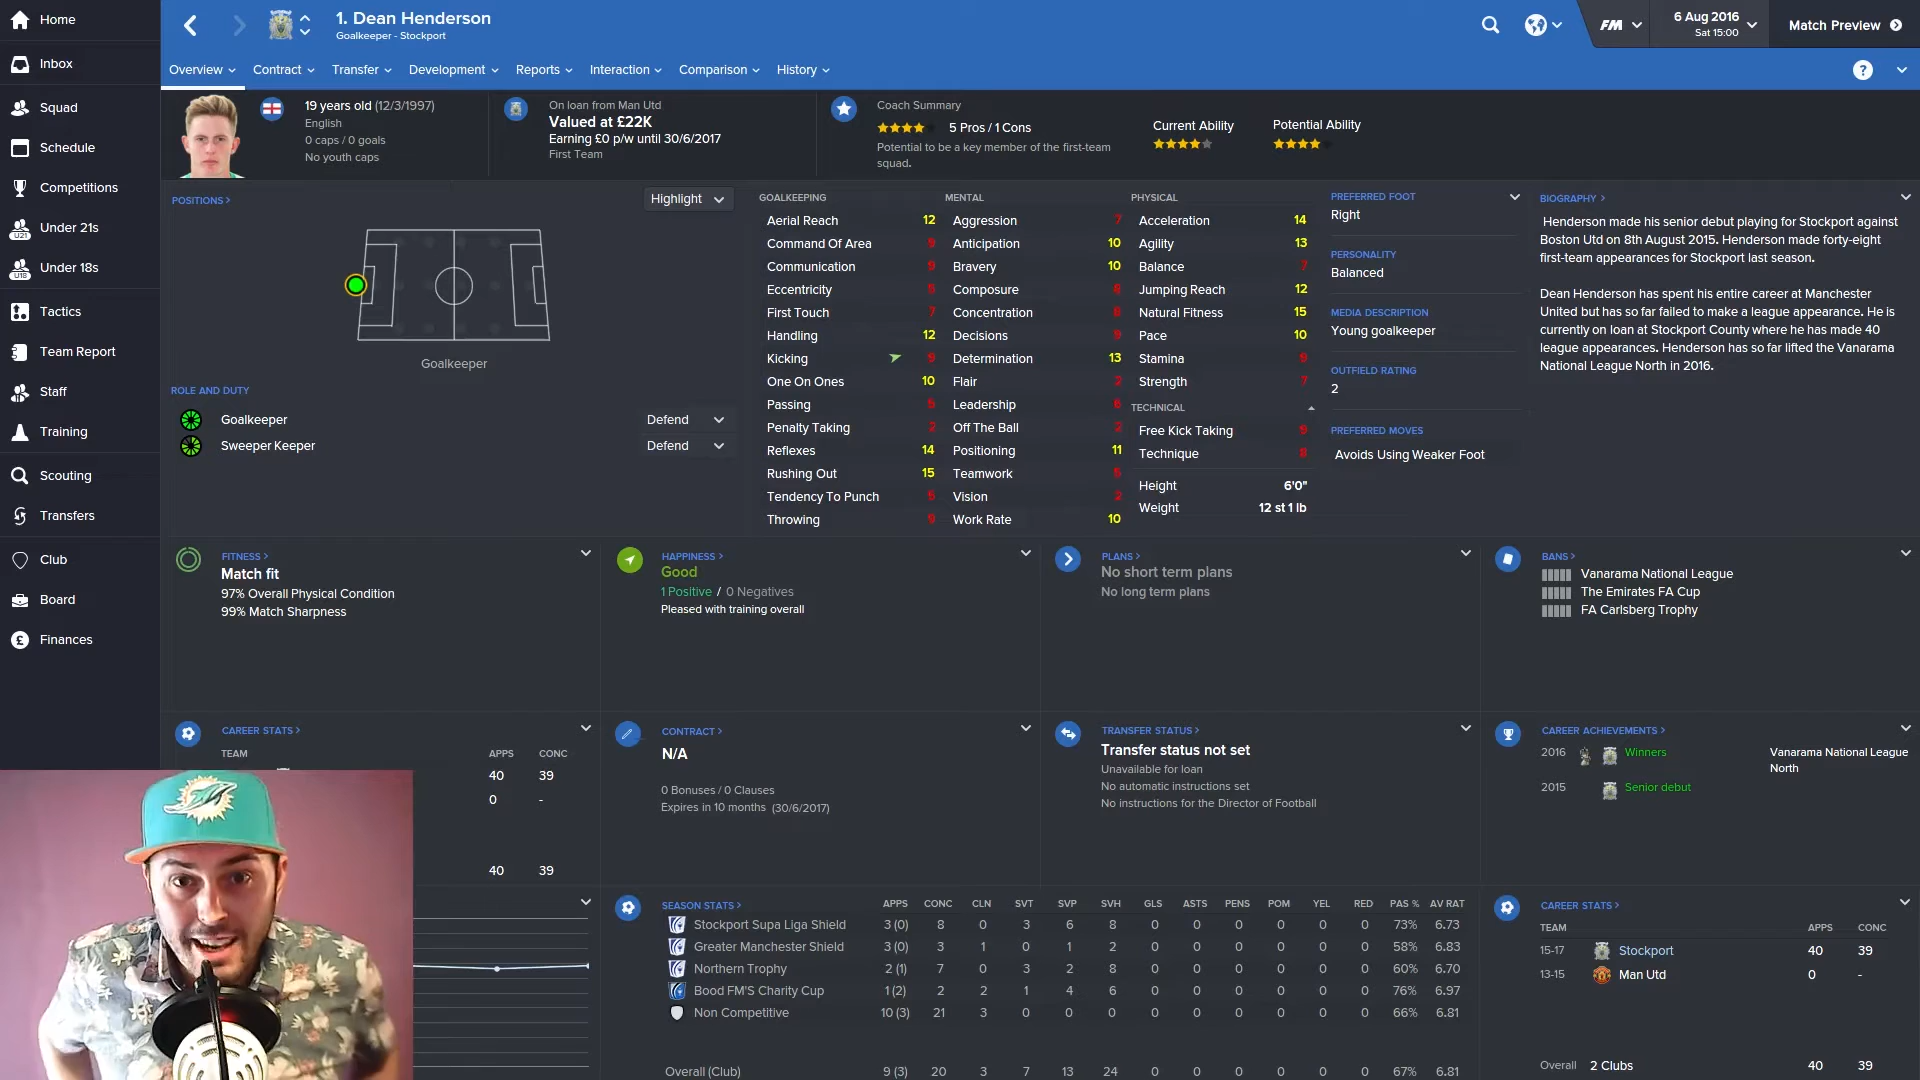 Home
Inbox
Squad
Schedule
Competitions
Under 21s
Under 18s
Tactics
Team Report
Staff
Training
Scouting
Transfers
Club
Board
Finances
1. Dean Henderson
Goalkeeper - Stockport
FM
6 Aug 2016
Sat 15:00
Match Preview
Overview Contract Transfer Development Reports Interaction Comparison History
?
19 years old (12/3/1997)
English
0 caps / 0 goals
No youth caps
On loan from Man Utd
Valued at £22K
Earning £0 p/w until 30/6/2017
First Team
Coach Summary
5 Pros / 1 Cons
Potential to be a key member of the first-team
squad.
Current Ability
Potential Ability
POSITIONS >
Highlight
Goalkeeper
ROLE AND DUTY
Goalkeeper Defend
Sweeper Keeper Defend
GOALKEEPING
Aerial Reach 12
Command Of Area 9
Communication 9
Eccentricity
First Touch 7
Handling 12
Kicking 9
One On Ones 10
Passing 5
Penalty Taking 2
Reflexes 14
Rushing Out 15
Tendency To Punch
Throwing 9
MENTAL
Aggression 7
Anticipation 10
Bravery 10
Composure
Concentration
Decisions 9
Determination 13
Flair 2
Leadership 6
Off The Ball 2
Positioning 11
Teamwork
Vision 2
Work Rate 10
PHYSICAL
Acceleration 14
Agility 13
Balance 7
Jumping Reach 12
Natural Fitness 15
Pace 10
Stamina 9
Strength 7
TECHNICAL
Free Kick Taking 9
Technique 8
Height 6'0"
Weight 12 st 1 lb
PREFERRED FOOT
Right
PERSONALITY
Balanced
MEDIA DESCRIPTION
Young goalkeeper
OUTFIELD RATING
2
PREFERRED MOVES
Avoids Using Weaker Foot
BIOGRAPHY >
Henderson made his senior debut playing for Stockport against
Boston Utd on 8th August 2015. Henderson made forty-eight
first-team appearances for Stockport last season.
Dean Henderson has spent his entire career at Manchester
United but has so far failed to make a league appearance. He is
currently on loan at Stockport County where he has made 40
league appearances. Henderson has so far lifted the Vanarama
National League North in 2016.
FITNESS >
Match fit
97% Overall Physical Condition
99% Match Sharpness
HAPPINESS >
Good
1 Positive / 0 Negatives
Pleased with training overall
PLANS >
No short term plans
No long term plans
BANS >
Vanarama National League
The Emirates FA Cup
FA Carlsberg Trophy
CAREER STATS >
TEAM APPS CONC
40 39
0 -
40 39
CONTRACT >
N/A
0 Bonuses / 0 Clauses
Expires in 10 months (30/6/2017)
TRANSFER STATUS >
Transfer status not set
Unavailable for loan
No automatic instructions set
No instructions for the Director of Football
CAREER ACHIEVEMENTS >
2016 Winners Vanarama National League
North
2015 Senior debut
SEASON STATS > APPS CONC CLN SVT SVP SVH GLS ASTS PENS POM YEL RED PAS % AV RAT
Stockport Supa Liga Shield 3 (0) 8 0 3 6 8 0 0 0 0 0 0 73% 6.73
Greater Manchester Shield 3 (0) 3 1 0 1 2 0 0 0 0 0 0 58% 6.83
Northern Trophy 2 (1) 7 0 3 2 8 0 0 0 0 0 0 60% 6.70
Bood FM'S Charity Cup 1 (2) 2 2 1 4 6 0 0 0 0 0 0 76% 6.97
Non Competitive 10 (3) 21 3 0 0 0 0 0 0 0 0 0 66% 6.81
Overall (Club) 9 (3) 20 3 7 13 24 0 0 0 0 0 0 67% 6.81
CAREER STATS >
TEAM APPS CONC
15-17 Stockport 40 39
13-15 Man Utd 0 -
Overall 2 Clubs 40 39